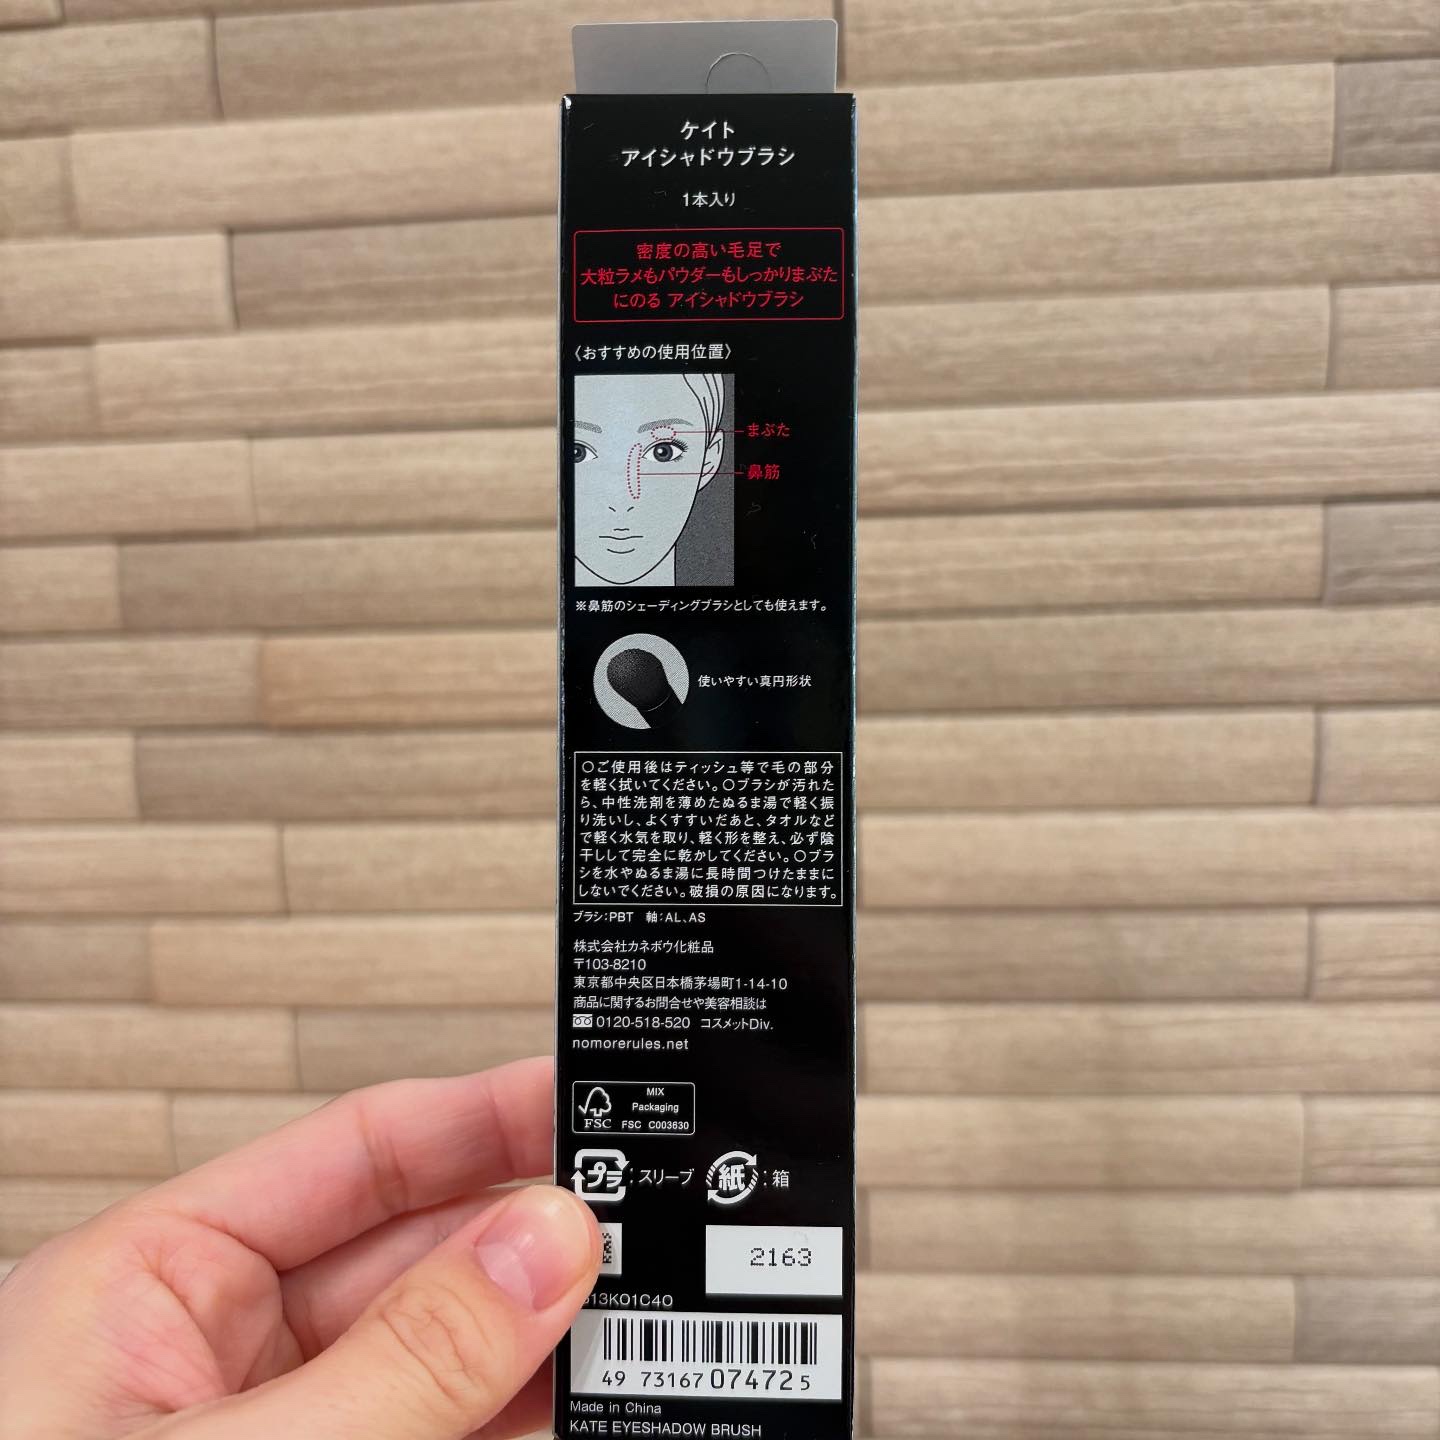 ケイト
アイシャドウブラシ
1本入り
密度の高い毛足で
大粒ラメもパウダーもしっかりまぶた
にのる アイシャドウブラシ
〈おすすめの使用位置〉
まぶた
鼻筋
※鼻筋のシェーディングブラシとしても使えます。
使いやすい真円形状
○ご使用後はティッシュ等で毛の部分
を軽く拭いてください。○ブラシが汚れた
ら、中性洗剤を薄めたぬるま湯で軽く振
り洗いし、よくすすいだあと、タオルなど
で軽く水気を取り、軽く形を整え、必ず陰
干しして完全に乾かしてください。○ブラ
シを水やぬるま湯に長時間つけたままに
しないでください。破損の原因になります。
ブラシ:PBT 軸:AL、AS
株式会社カネボウ化粧品
〒103-8210
東京都中央区日本橋茅場町1-14-10
商品に関するお問合せや美容相談は
0120-518-520 コスメットDiv.
nomorerules.net
MIX
Packaging
FSC FSC C003630
プラ:スリーブ 紙:箱
2163
13K01C40
49 73167 07472 5
Made in China
KATE EYESHADOW BRUSH